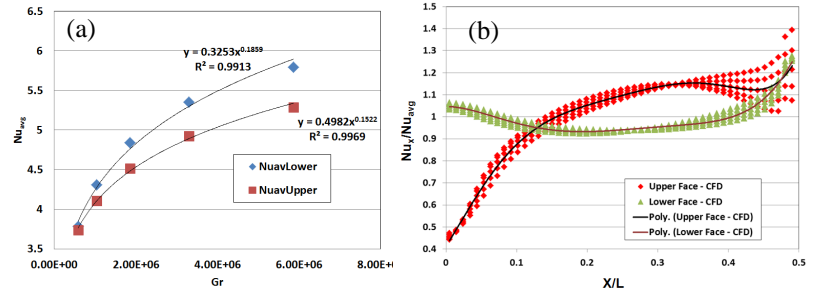 (a)
Nuavg
6
5.5
5
4.5
4
3.5
y = 0.3253x^0.1859
R² = 0.9913
y = 0.4982x^0.1522
R² = 0.9969
NuavLower
NuavUpper
0.00E+00 2.00E+06 4.00E+06 6.00E+06 8.00E+06
Gr
(b)
Nux/Nuavg
1.5
1.4
1.3
1.2
1.1
1
0.9
0.8
0.7
0.6
0.5
0.4
Upper Face - CFD
Lower Face - CFD
Poly. (Upper Face - CFD)
Poly. (Lower Face - CFD)
0 0.1 0.2 0.3 0.4 0.5
X/L